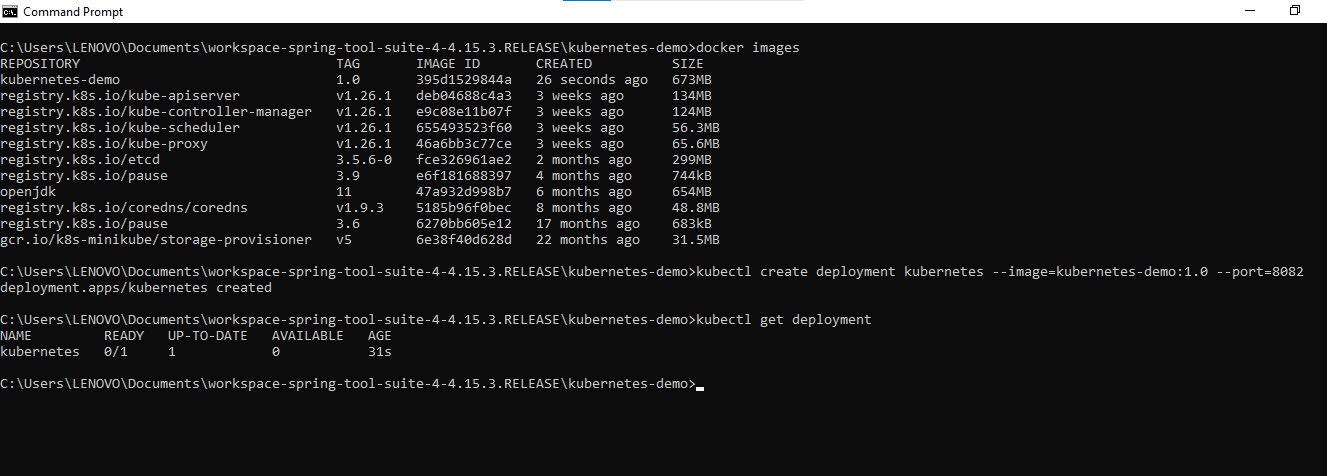 Command Prompt
C:\Users\LENOVO\Documents\workspace-spring-tool-suite-4-4.15.3.RELEASE\kubernetes-demo>docker images
REPOSITORY                                TAG       IMAGE ID       CREATED          SIZE
kubernetes-demo                           1.0       395d1529844a   26 seconds ago   673MB
registry.k8s.io/kube-apiserver            v1.26.1   deb04688c4a3   3 weeks ago      134MB
registry.k8s.io/kube-controller-manager   v1.26.1   e9c08e11b07f   3 weeks ago      124MB
registry.k8s.io/kube-scheduler            v1.26.1   655493523f60   3 weeks ago      56.3MB
registry.k8s.io/kube-proxy                v1.26.1   46a6bb3c77ce   3 weeks ago      65.6MB
registry.k8s.io/etcd                      3.5.6-0   fce326961ae2   2 months ago     299MB
registry.k8s.io/pause                     3.9       e6f181688397   4 months ago     744kB
openjdk                                   11        47a932d998b7   6 months ago     654MB
registry.k8s.io/coredns/coredns           v1.9.3    5185b96f0bec   8 months ago     48.8MB
registry.k8s.io/pause                     3.6       6270bb605e12   17 months ago    683kB
gcr.io/k8s-minikube/storage-provisioner   v5        6e38f40d628d   22 months ago    31.5MB
C:\Users\LENOVO\Documents\workspace-spring-tool-suite-4-4.15.3.RELEASE\kubernetes-demo>kubectl create deployment kubernetes --image=kubernetes-demo:1.0 --port=8082
deployment.apps/kubernetes created
C:\Users\LENOVO\Documents\workspace-spring-tool-suite-4-4.15.3.RELEASE\kubernetes-demo>kubectl get deployment
NAME         READY   UP-TO-DATE   AVAILABLE   AGE
kubernetes   0/1     1            0           31s
C:\Users\LENOVO\Documents\workspace-spring-tool-suite-4-4.15.3.RELEASE\kubernetes-demo>